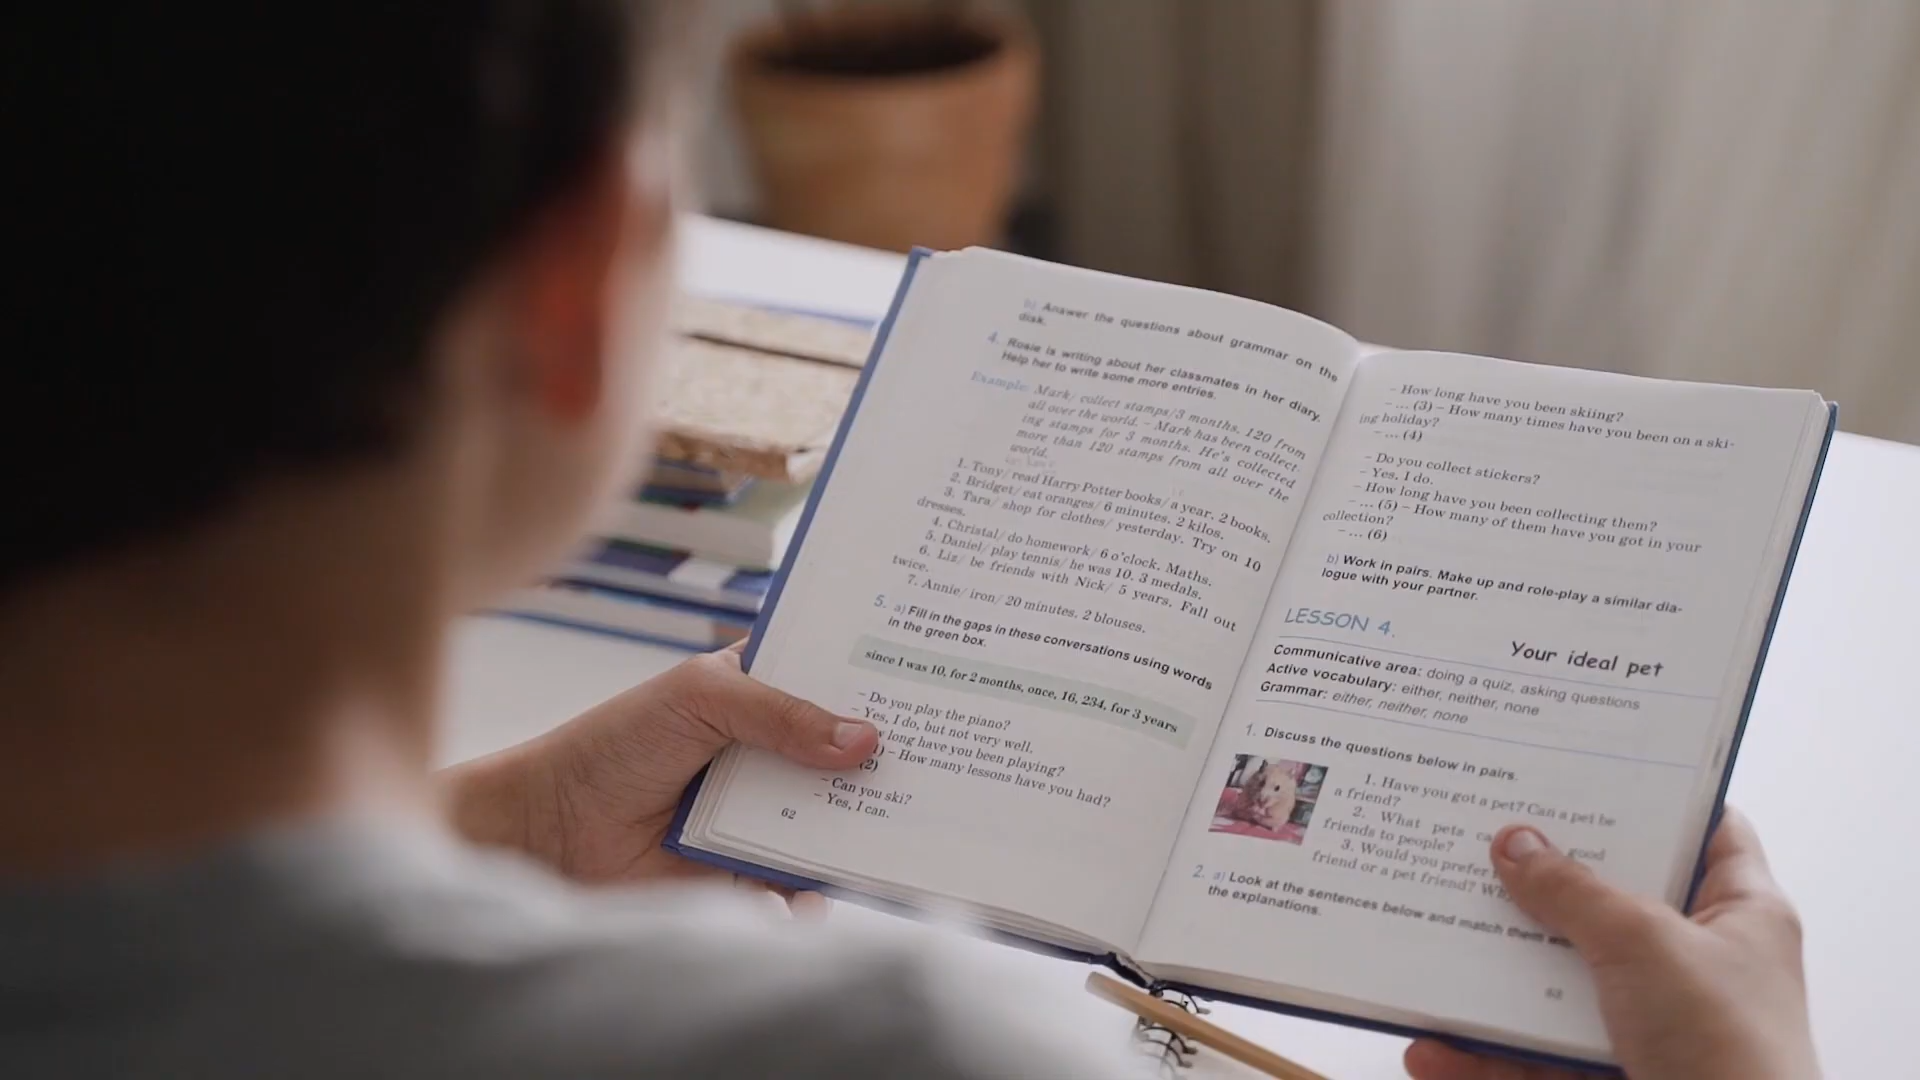 b) Answer the questions about grammar on the
disk.
4. Rosie is writing about her classmates in her diary.
Help her to write some more entries.
Example: Mark/ collect stamps/3 months. 120 from
all over the world. – Mark has been collect-
ing stamps for 3 months. He's collected
more than 120 stamps from all over the
world.
1. Tony/ read Harry Potter books/ a year. 2 books.
2. Bridget/ eat oranges/ 6 minutes. 2 kilos.
3. Tara/ shop for clothes/ yesterday. Try on 10
dresses.
4. Christal/ do homework/ 6 o'clock. Maths.
5. Daniel/ play tennis/ he was 10. 3 medals.
6. Liz/ be friends with Nick/ 5 years. Fall out
twice.
7. Annie/ iron/ 20 minutes. 2 blouses.
5. a) Fill in the gaps in these conversations using words
in the green box.
since I was 10, for 2 months, once, 16, 234, for 3 years
– Do you play the piano?
– Yes, I do, but not very well.
long have you been playing?
– How many lessons have you had?
(2)
– Can you ski?
– Yes, I can.
62
– How long have you been skiing?
– ... (3) – How many times have you been on a ski-
ing holiday?
– ... (4)
– Do you collect stickers?
– Yes, I do.
– How long have you been collecting them?
– ... (5) – How many of them have you got in your
collection?
– ... (6)
b) Work in pairs. Make up and role-play a similar dia-
logue with your partner.
LESSON 4.
Your ideal pet
Communicative area: doing a quiz, asking questions
Active vocabulary: either, neither, none
Grammar: either, neither, none
1. Discuss the questions below in pairs.
1. Have you got a pet? Can a pet be
a friend?
2. What pets good
friends to people?
3. Would you prefer
friend or a pet friend?
2. a) Look at the sentences below and match them
the explanations.
63